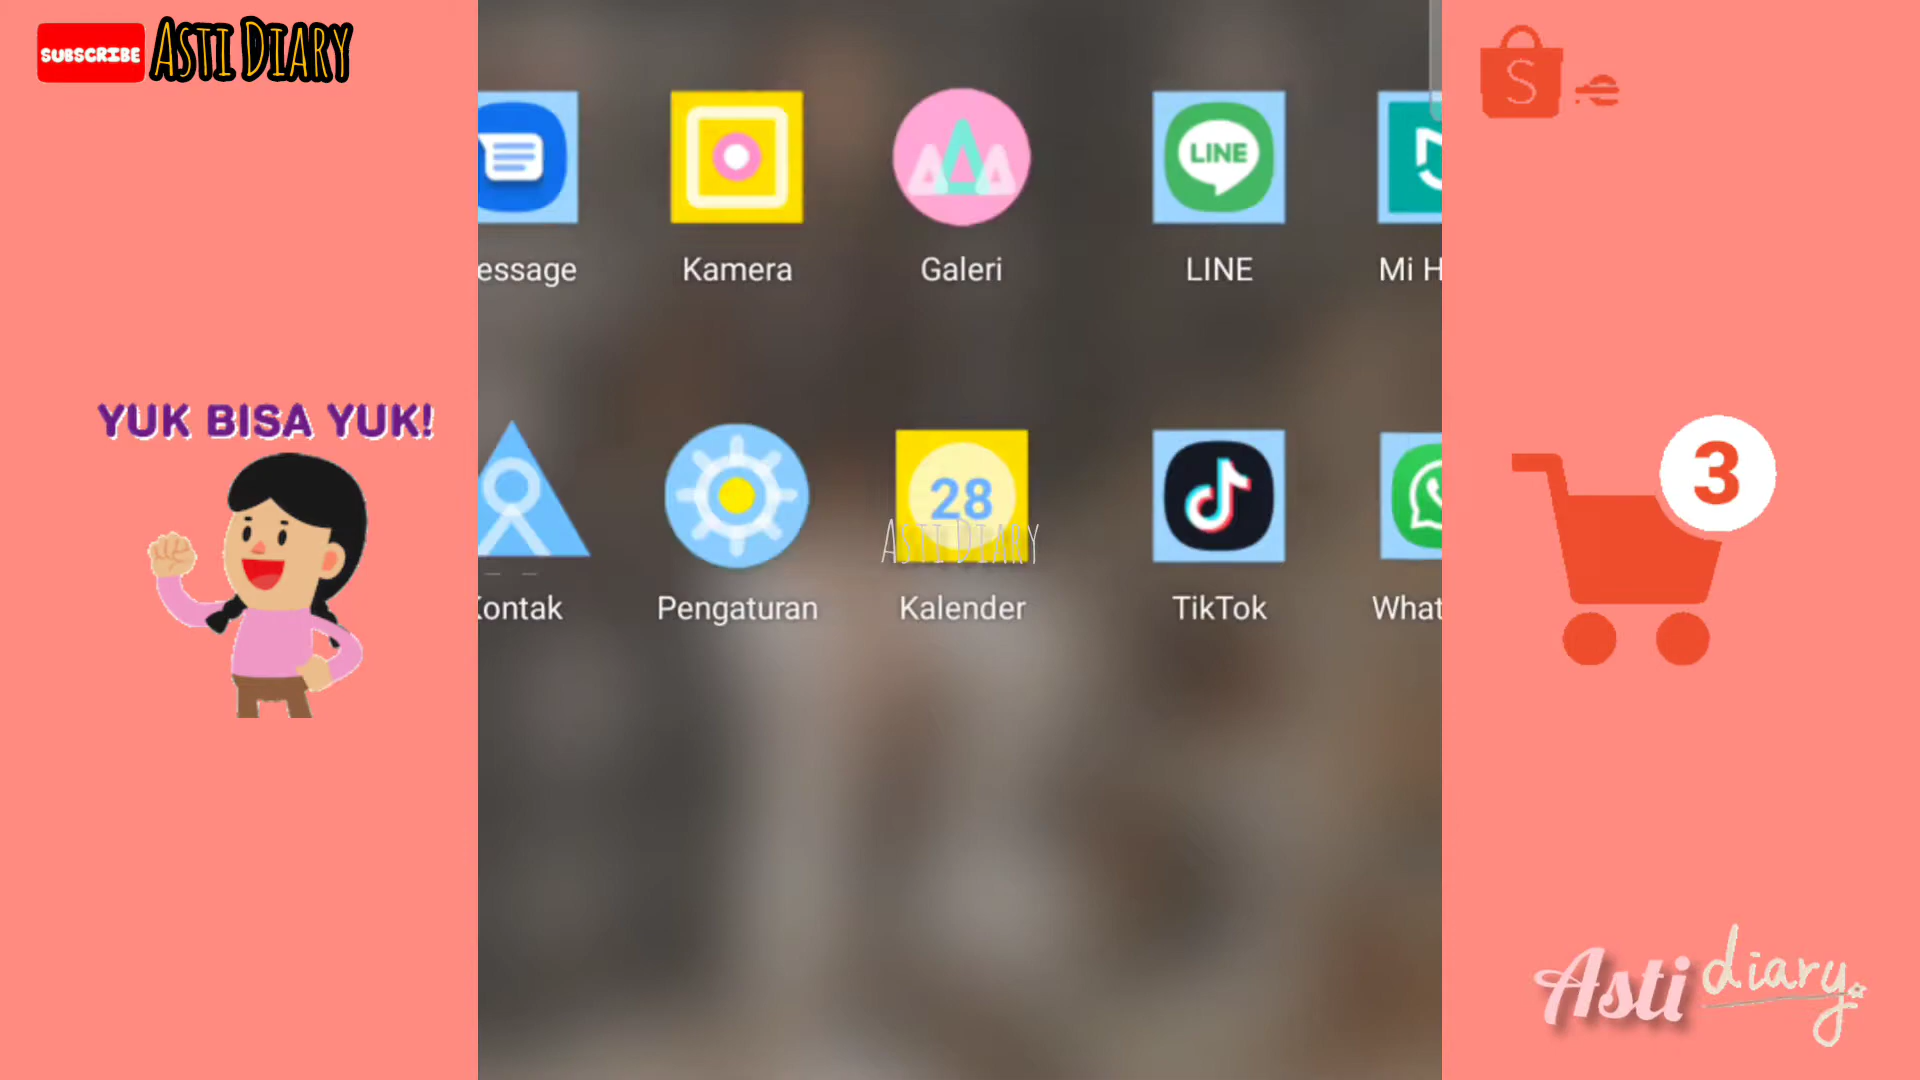 SUBSCRIBE ASTI DIARY
S
LINE
essage Kamera Galeri LINE Mi H
YUK BISA YUK!
3
28
ASTI DIARY
Kontak Pengaturan Kalender TikTok What
Asti diary